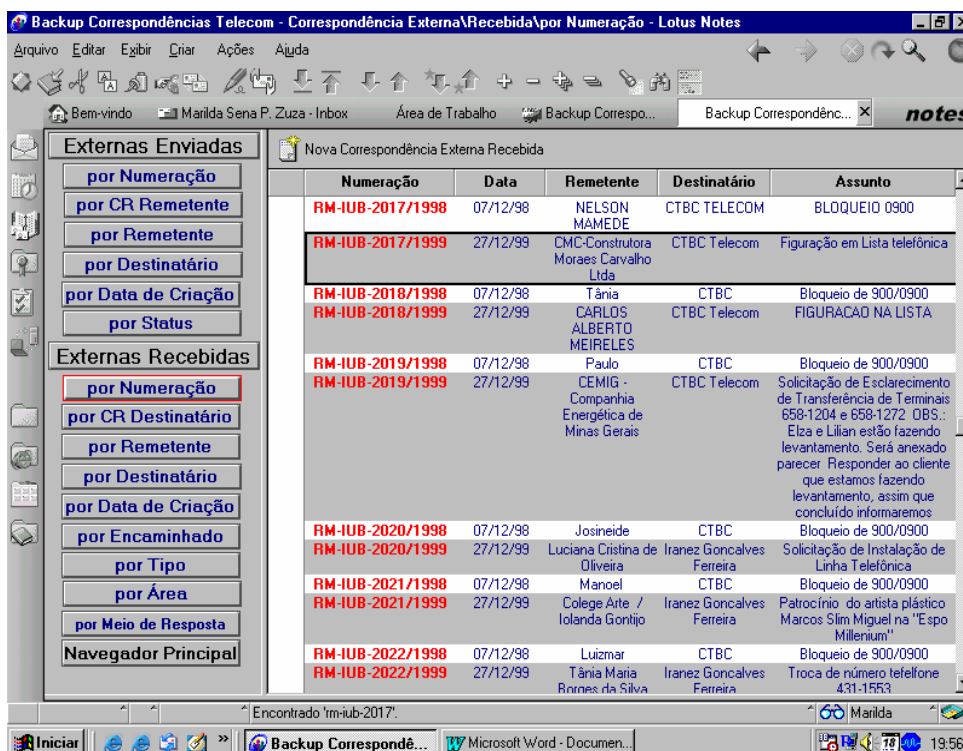 Backup Correspondências Telecom - Correspondência Externa\Recebida\por Numeração - Lotus Notes
Arquivo Editar Exibir Criar Ações Ajuda
Bem-vindo Marilda Sena P. Zuza - Inbox Área de Trabalho Backup Correspo... Backup Correspondênc... notes
Externas Enviadas
por Numeração
por CR Remetente
por Remetente
por Destinatário
por Data de Criação
por Status
Externas Recebidas
por Numeração
por CR Destinatário
por Remetente
por Destinatário
por Data de Criação
por Encaminhado
por Tipo
por Área
por Meio de Resposta
Navegador Principal
Nova Correspondência Externa Recebida
Numeração Data Remetente Destinatário Assunto
RM-IUB-2017/1998 07/12/98 NELSON CTBC TELECOM BLOQUEIO 0900
MAMEDE
RM-IUB-2017/1999 27/12/99 CMC-Construtora CTBC Telecom Figuração em Lista telefônica
Moraes Carvalho
Ltda
RM-IUB-2018/1998 07/12/98 Tânia CTBC Bloqueio de 900/0900
RM-IUB-2018/1999 27/12/99 CARLOS CTBC Telecom FIGURACAO NA LISTA
ALBERTO
MEIRELES
RM-IUB-2019/1998 07/12/98 Paulo CTBC Bloqueio de 900/0900
RM-IUB-2019/1999 27/12/99 CEMIG - CTBC Telecom Solicitação de Esclarecimento
Companhia de Transferência de Terminais
Energética de 658-1204 e 658-1272 OBS.:
Minas Gerais Elza e Lilian estão fazendo
levantamento. Será anexado
parecer Responder ao cliente
que estamos fazendo
levantamento, assim que
concluído informaremos
RM-IUB-2020/1998 07/12/98 Josineide CTBC Bloqueio de 900/0900
RM-IUB-2020/1999 27/12/99 Luciana Cristina de Iranez Goncalves Solicitação de Instalação de
Oliveira Ferreira Linha Telefônica
RM-IUB-2021/1998 07/12/98 Manoel CTBC Bloqueio de 900/0900
RM-IUB-2021/1999 27/12/99 Colege Arte / Iranez Goncalves Patrocínio do artista plástico
Iolanda Gontijo Ferreira Marcos Slim Miguel na "Espo
Millenium"
RM-IUB-2022/1998 07/12/98 Luizmar CTBC Bloqueio de 900/0900
RM-IUB-2022/1999 27/12/99 Tânia Maria Iranez Goncalves Troca de número tefelfone
Borges da Silva Ferreira 431-1553
Encontrado 'rm-iub-2017'. Marilda
Iniciar » Backup Correspondê... Microsoft Word - Documen... 18 19:56